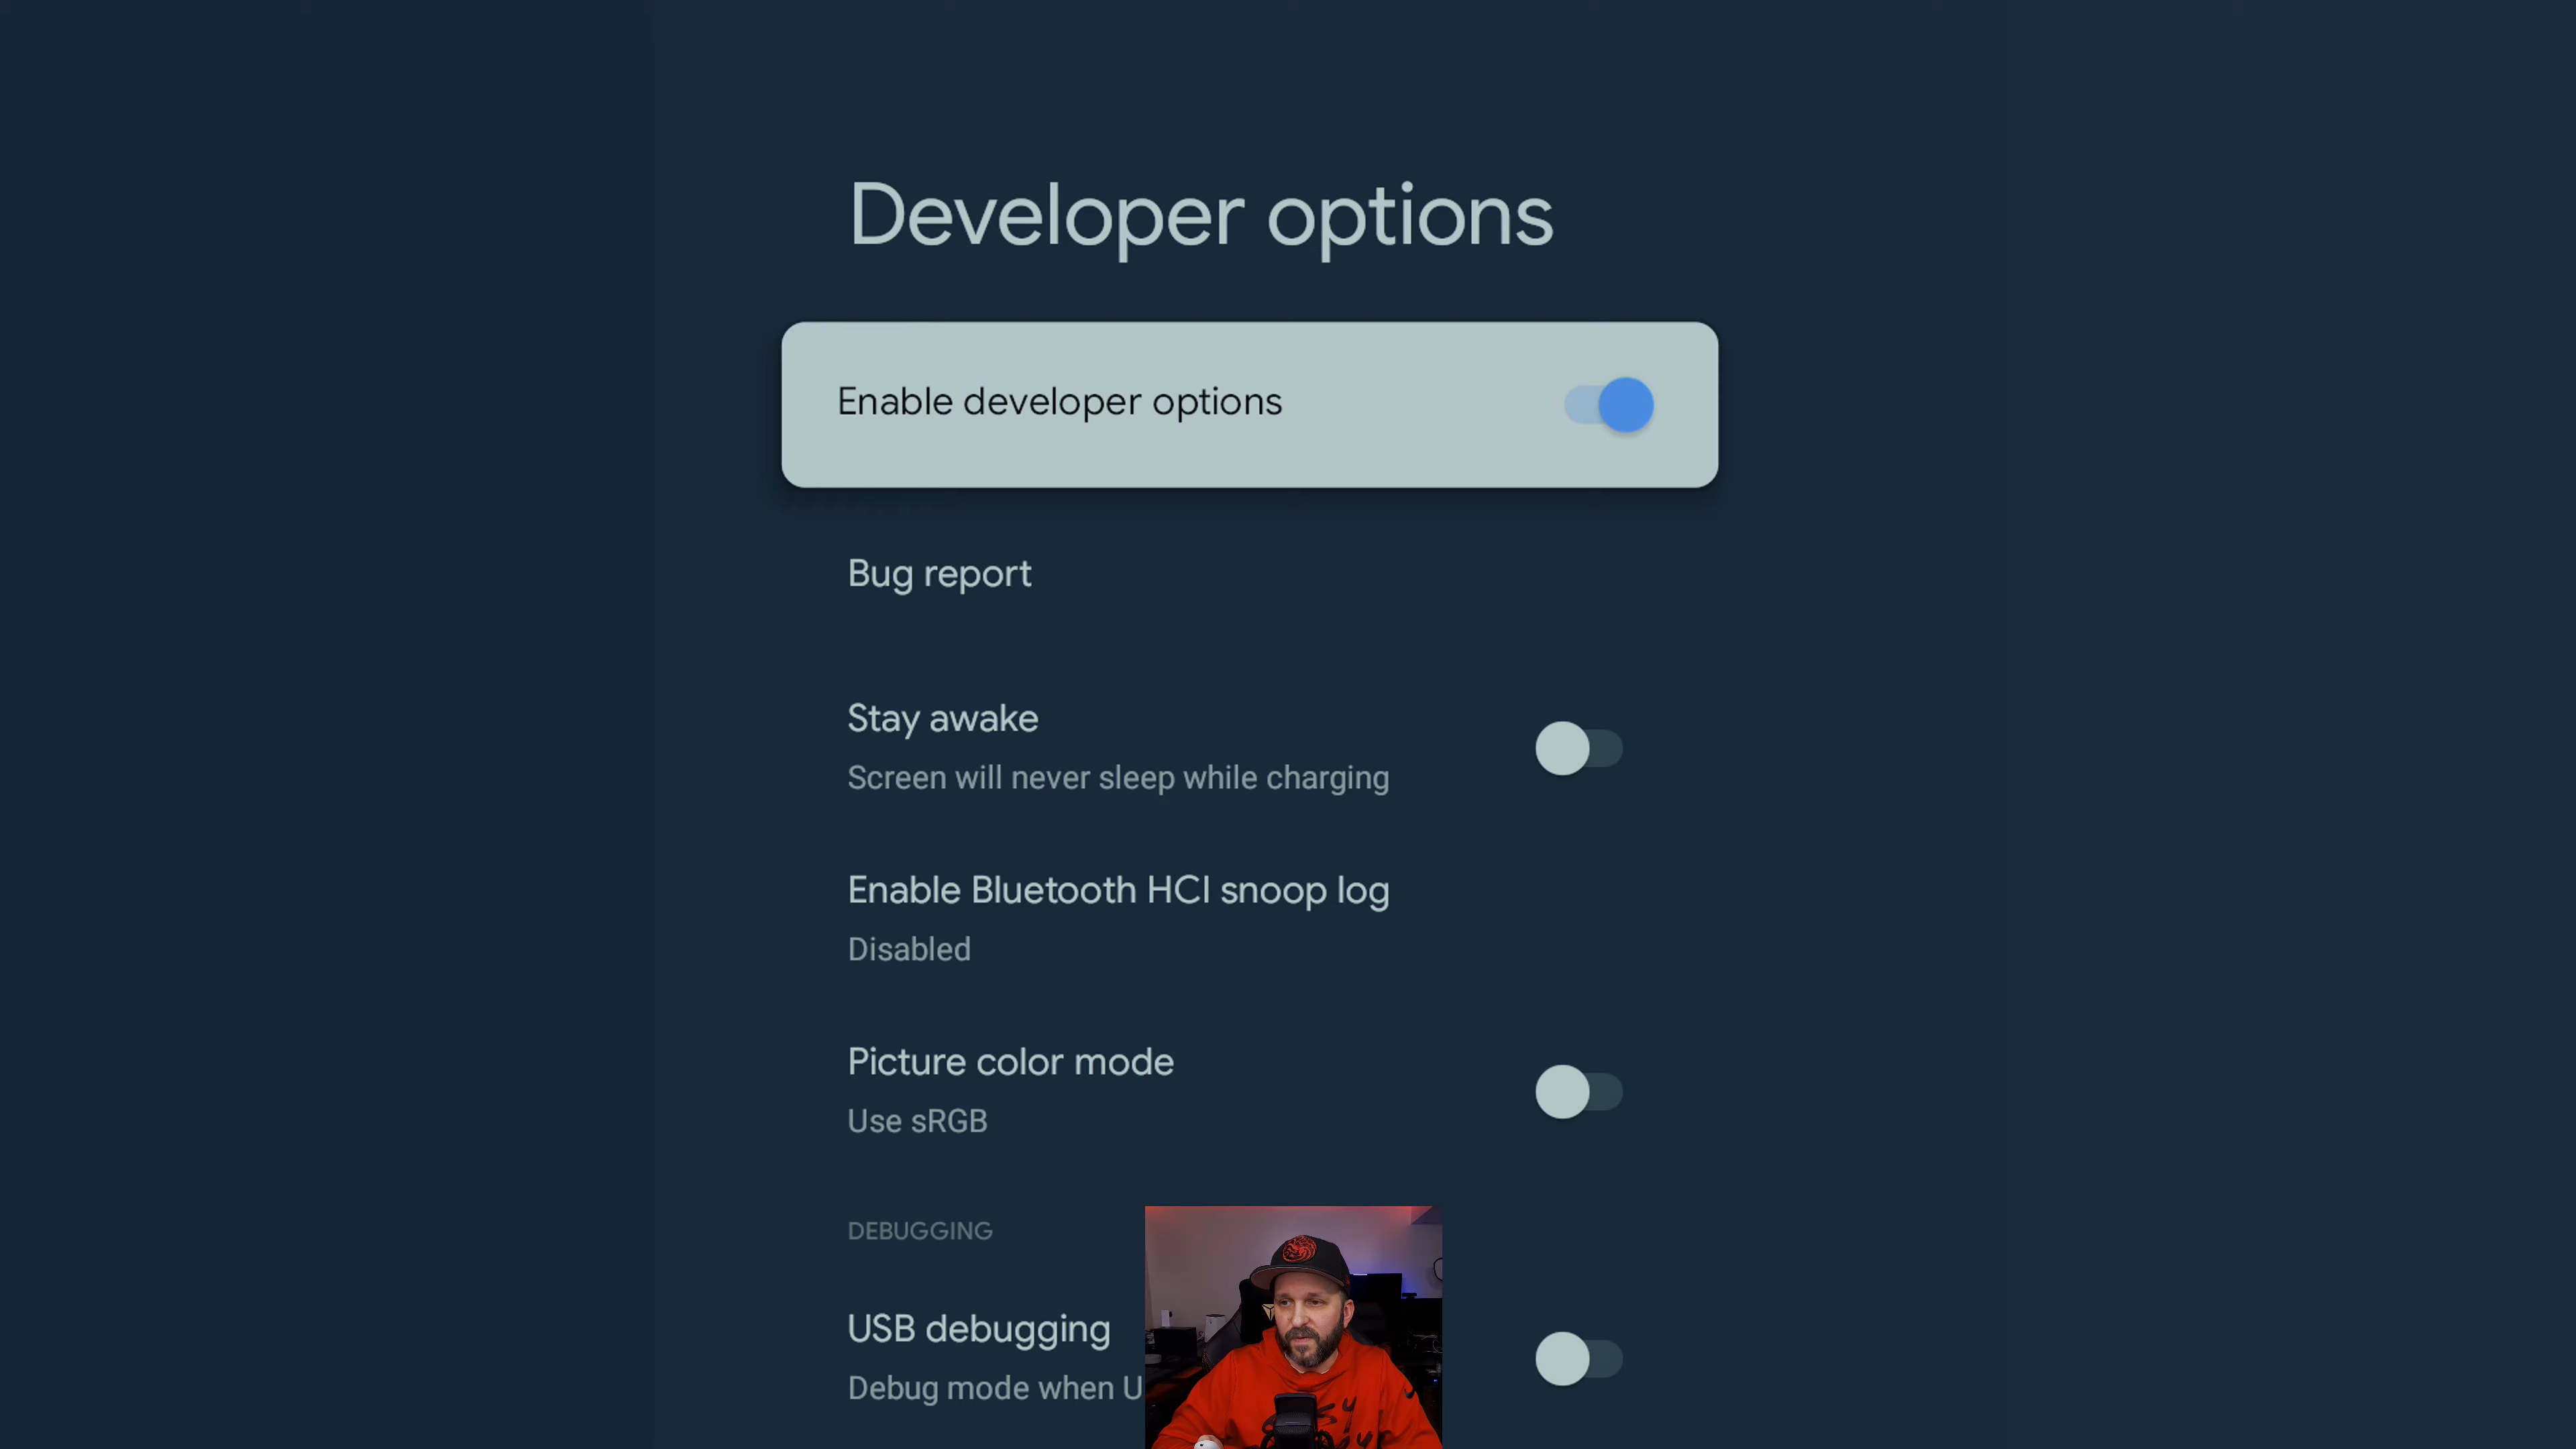 Developer options
Enable developer options
Bug report
Stay awake
Screen will never sleep while charging
Enable Bluetooth HCI snoop log
Disabled
Picture color mode
Use sRGB
DEBUGGING
USB debugging
Debug mode when U